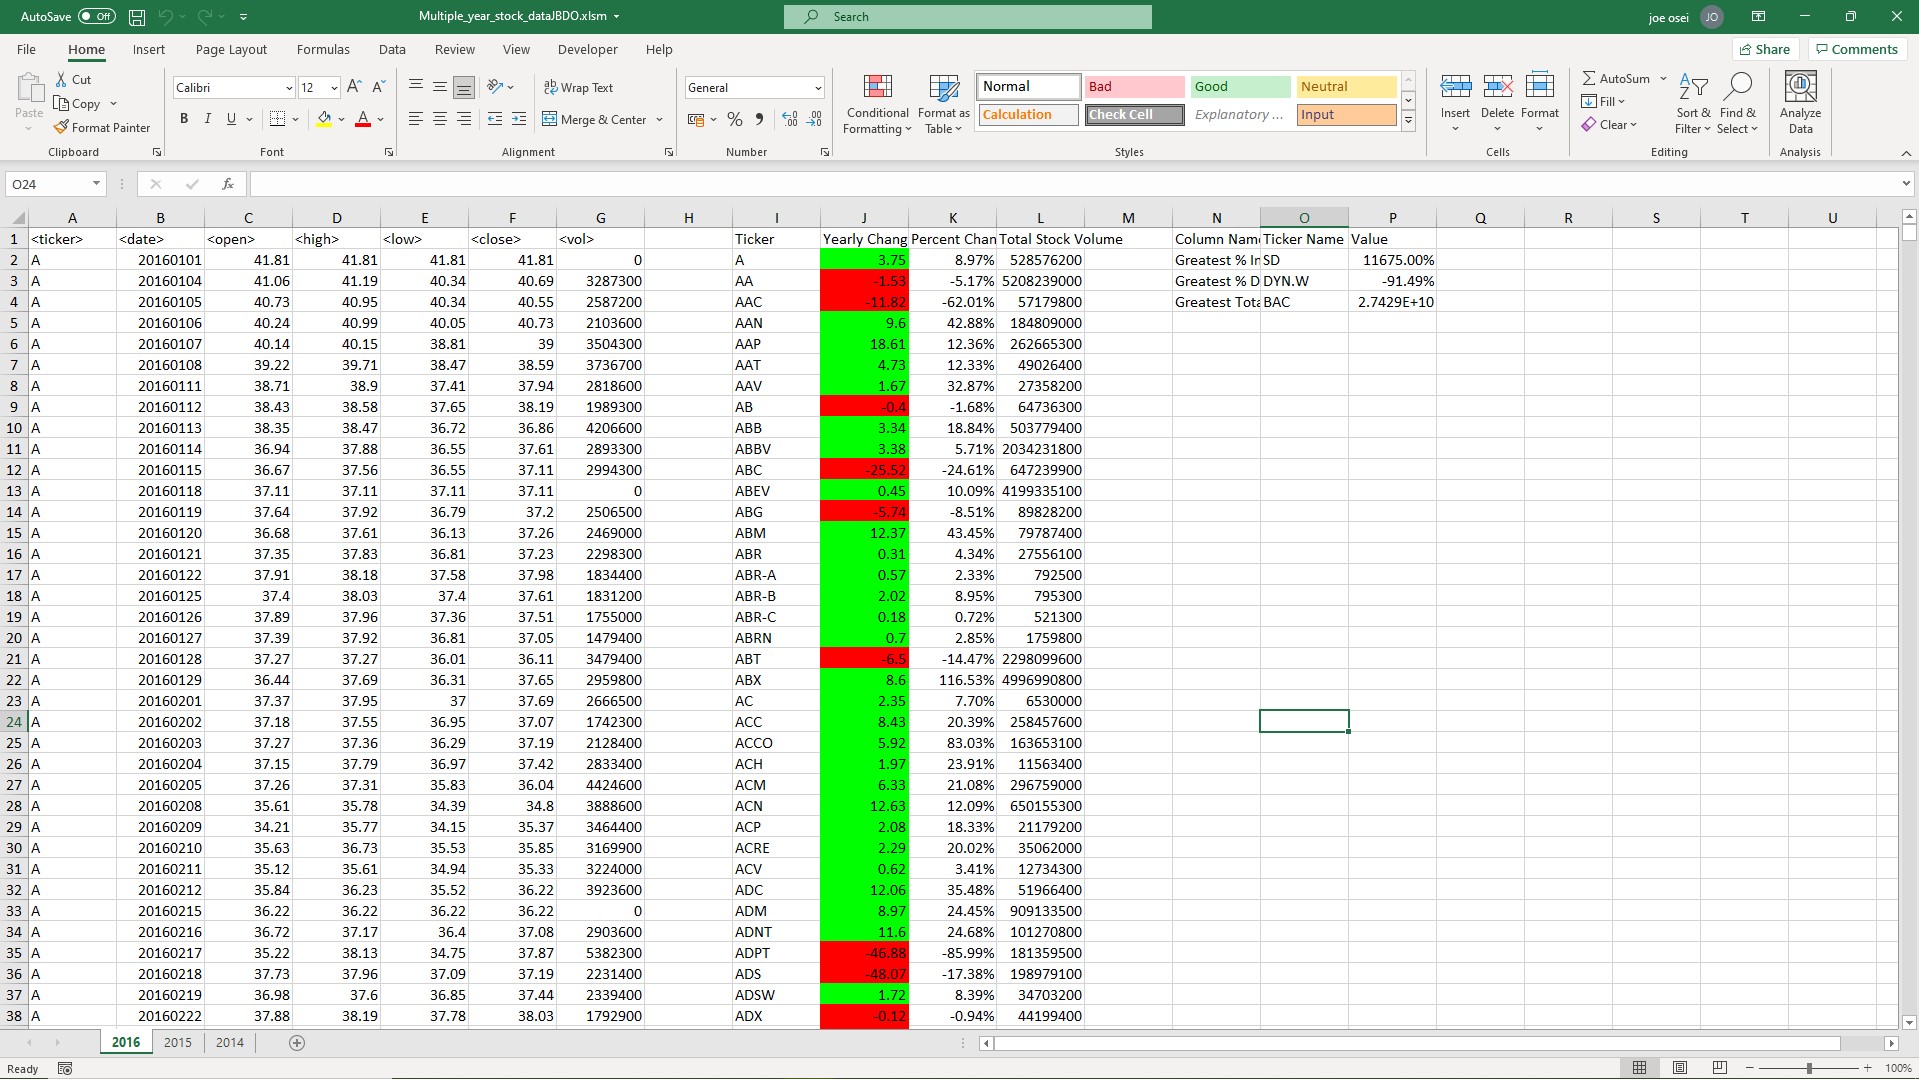 AutoSave Off Multiple_year_stock_dataJBDO.xlsm Search joe osei JO
File Home Insert Page Layout Formulas Data Review View Developer Help Share Comments
Paste Cut Copy Format Painter Clipboard
Calibri 12 A^ A˅ B I U A Font
Wrap Text Merge & Center Alignment
General % 9 Number
Conditional Formatting Format as Table Normal Bad Good Neutral Calculation Check Cell Explanatory ... Input Styles
Insert Delete Format Cells
AutoSum Fill Clear Sort & Filter Find & Select Editing
Analyze Data Analysis
O24 fx
A B C D E F G H I J K L M N O P Q R S T U
1 <ticker> <date> <open> <high> <low> <close> <vol> Ticker Yearly Chang Percent Chan Total Stock Volume Column Nam Ticker Name Value
2 A 20160101 41.81 41.81 41.81 41.81 0 A 3.75 8.97% 528576200 Greatest % In SD 11675.00%
3 A 20160104 41.06 41.19 40.34 40.69 3287300 AA -1.53 -5.17% 5208239000 Greatest % D DYN.W -91.49%
4 A 20160105 40.73 40.95 40.34 40.55 2587200 AAC -11.82 -62.01% 57179800 Greatest Tota BAC 2.7429E+10
5 A 20160106 40.24 40.99 40.05 40.73 2103600 AAN 9.6 42.88% 184809000
6 A 20160107 40.14 40.15 38.81 39 3504300 AAP 18.61 12.36% 262665300
7 A 20160108 39.22 39.71 38.47 38.59 3736700 AAT 4.73 12.33% 49026400
8 A 20160111 38.71 38.9 37.41 37.94 2818600 AAV 1.67 32.87% 27358200
9 A 20160112 38.43 38.58 37.65 38.19 1989300 AB -0.4 -1.68% 64736300
10 A 20160113 38.35 38.47 36.72 36.86 4206600 ABB 3.34 18.84% 503779400
11 A 20160114 36.94 37.88 36.55 37.61 2893300 ABBV 3.38 5.71% 2034231800
12 A 20160115 36.67 37.56 36.55 37.11 2994300 ABC -25.52 -24.61% 647239900
13 A 20160118 37.11 37.11 37.11 37.11 0 ABEV 0.45 10.09% 4199335100
14 A 20160119 37.64 37.92 36.79 37.2 2506500 ABG -5.74 -8.51% 89828200
15 A 20160120 36.68 37.61 36.13 37.26 2469000 ABM 12.37 43.45% 79787400
16 A 20160121 37.35 37.83 36.81 37.23 2298300 ABR 0.31 4.34% 27556100
17 A 20160122 37.91 38.18 37.58 37.98 1834400 ABR-A 0.57 2.33% 792500
18 A 20160125 37.4 38.03 37.4 37.61 1831200 ABR-B 2.02 8.95% 795300
19 A 20160126 37.89 37.96 37.36 37.51 1755000 ABR-C 0.18 0.72% 521300
20 A 20160127 37.39 37.92 36.81 37.05 1479400 ABRN 0.7 2.85% 1759800
21 A 20160128 37.27 37.27 36.01 36.11 3479400 ABT -6.5 -14.47% 2298099600
22 A 20160129 36.44 37.69 36.31 37.65 2959800 ABX 8.6 116.53% 4996990800
23 A 20160201 37.37 37.95 37 37.69 2666500 AC 2.35 7.70% 6530000
24 A 20160202 37.18 37.55 36.95 37.07 1742300 ACC 8.43 20.39% 258457600
25 A 20160203 37.27 37.36 36.29 37.19 2128400 ACCO 5.92 83.03% 163653100
26 A 20160204 37.15 37.79 36.97 37.42 2833400 ACH 1.97 23.91% 11563400
27 A 20160205 37.26 37.31 35.83 36.04 4424600 ACM 6.33 21.08% 296759000
28 A 20160208 35.61 35.78 34.39 34.8 3888600 ACN 12.63 12.09% 650155300
29 A 20160209 34.21 35.77 34.15 35.37 3464400 ACP 2.08 18.33% 21179200
30 A 20160210 35.63 36.73 35.53 35.85 3169900 ACRE 2.29 20.02% 35062000
31 A 20160211 35.12 35.61 34.94 35.33 3224000 ACV 0.62 3.41% 12734300
32 A 20160212 35.84 36.23 35.52 36.22 3923600 ADC 12.06 35.48% 51966400
33 A 20160215 36.22 36.22 36.22 36.22 0 ADM 8.97 24.45% 909133500
34 A 20160216 36.72 37.17 36.4 37.08 2903600 ADNT 11.6 24.68% 101270800
35 A 20160217 35.22 38.13 34.75 37.87 5382300 ADPT -46.88 -85.99% 181359500
36 A 20160218 37.73 37.96 37.09 37.19 2231400 ADS -48.07 -17.38% 198979100
37 A 20160219 36.98 37.6 36.85 37.44 2339400 ADSW 1.72 8.39% 34703200
38 A 20160222 37.88 38.19 37.78 38.03 1792900 ADX -0.12 -0.94% 44199400
2016 2015 2014
Ready 100%